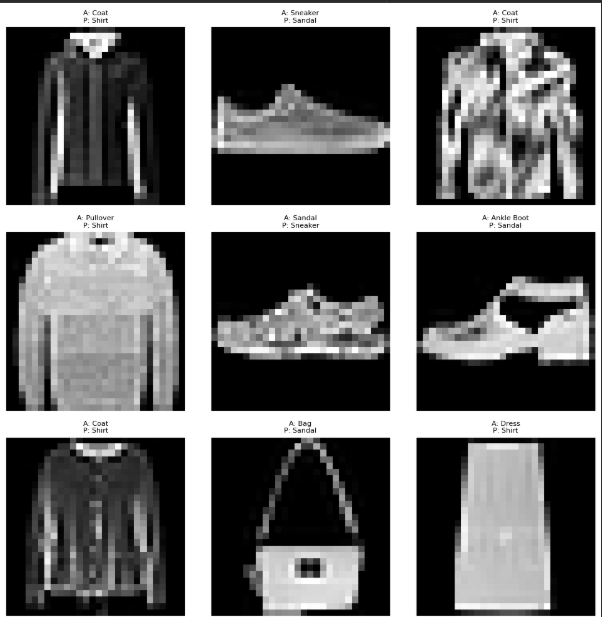 A: Coat
P: Shirt
A: Sneaker
P: Sandal
A: Coat
P: Shirt
A: Pullover
P: Shirt
A: Sandal
P: Sneaker
A: Ankle Boot
P: Sandal
A: Coat
P: Shirt
A: Bag
P: Sandal
A: Dress
P: Shirt